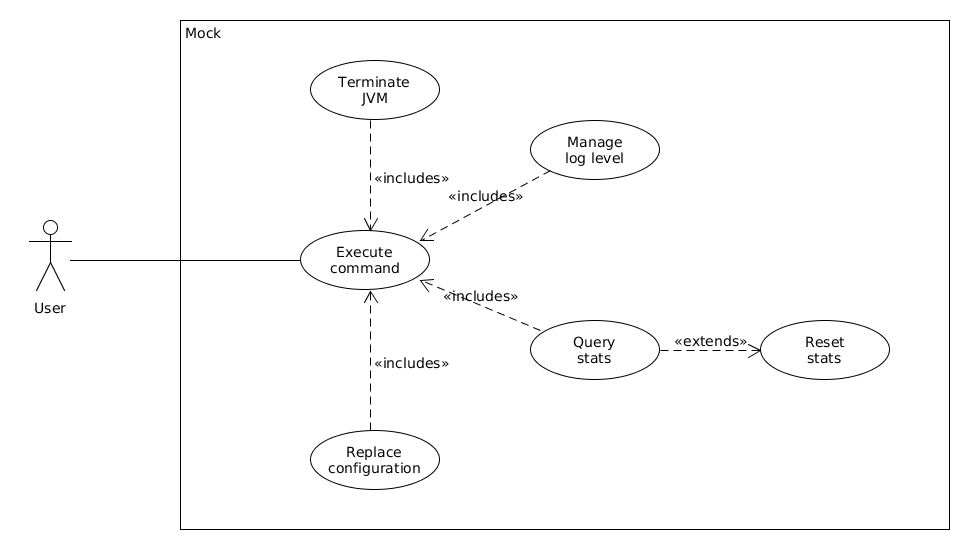 Mock
Terminate
JVM
Manage
log level
«includes»
«includes»
Execute
command
User
«includes»
Query
stats
«extends»
Reset
stats
«includes»
Replace
configuration